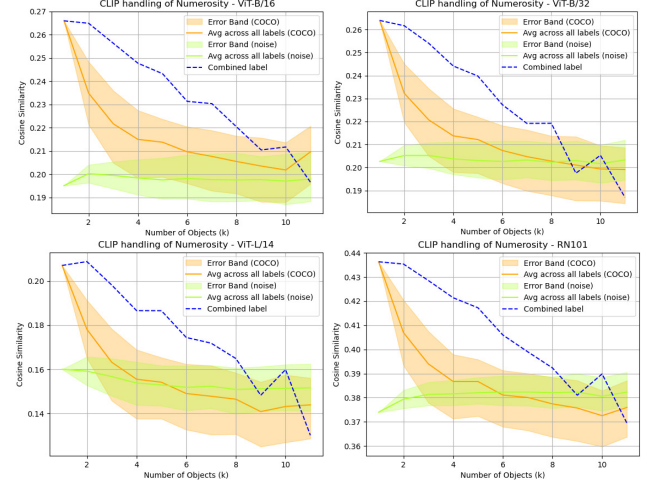 CLIP handling of Numerosity - ViT-B/16
Error Band (COCO)
Avg across all labels (COCO)
Error Band (noise)
Avg across all labels (noise)
Combined label
Cosine Similarity
0.27
0.26
0.25
0.24
0.23
0.22
0.21
0.20
0.19
2 4 6 8 10
Number of Objects (k)
CLIP handling of Numerosity - ViT-B/32
Error Band (COCO)
Avg across all labels (COCO)
Error Band (noise)
Avg across all labels (noise)
Combined label
Cosine Similarity
0.26
0.25
0.24
0.23
0.22
0.21
0.20
0.19
2 4 6 8 10
Number of Objects (k)
CLIP handling of Numerosity - ViT-L/14
Error Band (COCO)
Avg across all labels (COCO)
Error Band (noise)
Avg across all labels (noise)
Combined label
Cosine Similarity
0.20
0.18
0.16
0.14
2 4 6 8 10
Number of Objects (k)
CLIP handling of Numerosity - RN101
Error Band (COCO)
Avg across all labels (COCO)
Error Band (noise)
Avg across all labels (noise)
Combined label
Cosine Similarity
0.44
0.43
0.42
0.41
0.40
0.39
0.38
0.37
0.36
2 4 6 8 10
Number of Objects (k)